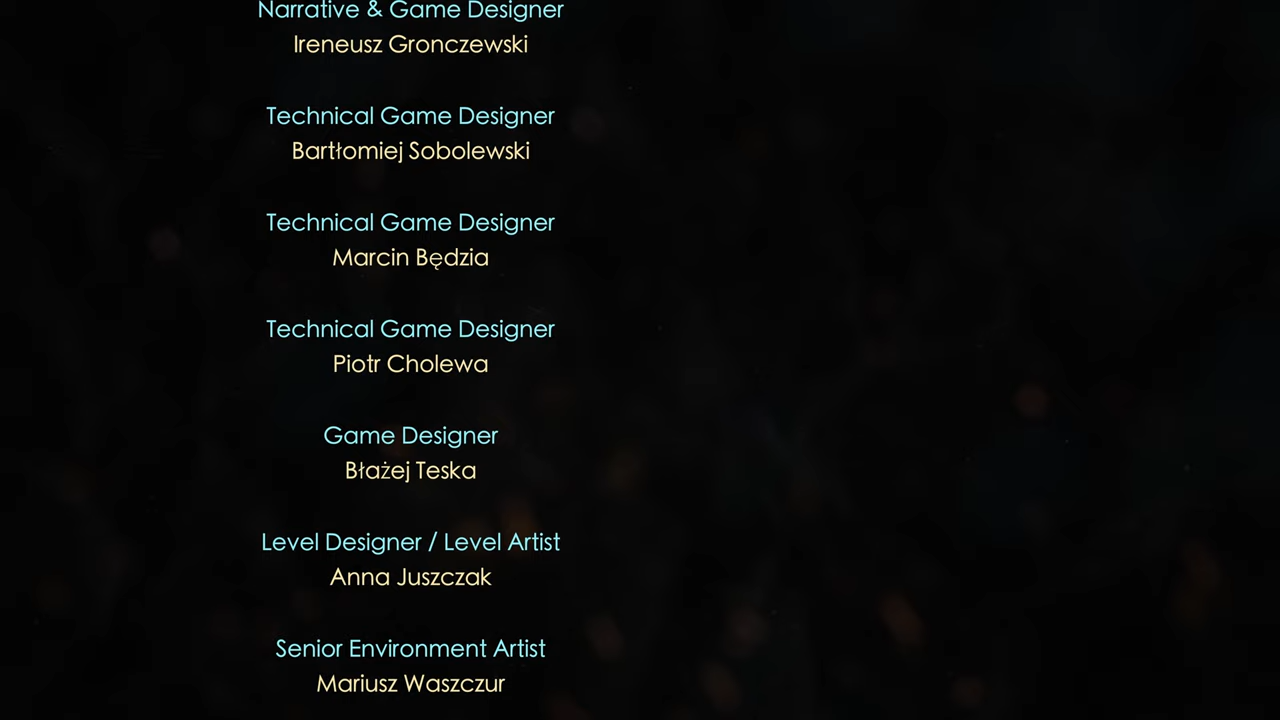 Narrative & Game Designer
Ireneusz Gronczewski
Technical Game Designer
Bartłomiej Sobolewski
Technical Game Designer
Marcin Będzia
Technical Game Designer
Piotr Cholewa
Game Designer
Błażej Teska
Level Designer / Level Artist
Anna Juszczak
Senior Environment Artist
Mariusz Waszczur